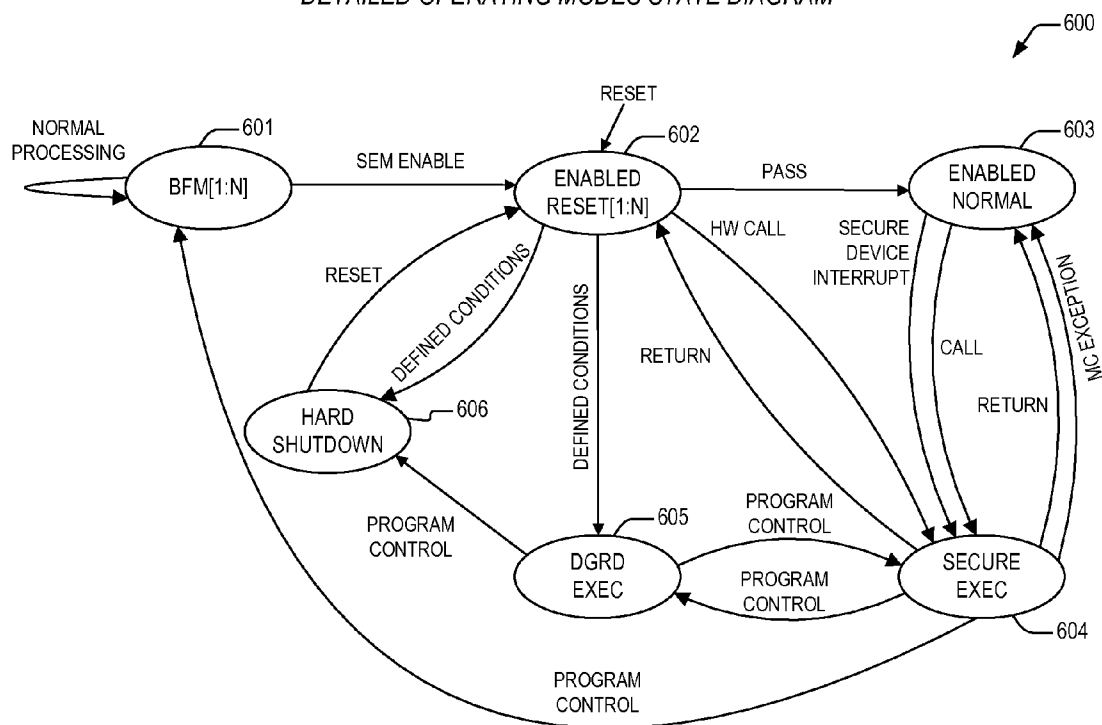 DETAILED OPERATING MODES STATE DIAGRAM
600
RESET
NORMAL
PROCESSING
601
602
603
BFM[1:N]
SEM ENABLE
ENABLED
RESET[1:N]
PASS
ENABLED
NORMAL
HW CALL
SECURE
DEVICE
INTERRUPT
RESET
DEFINED CONDITIONS
DEFINED CONDITIONS
RETURN
CALL
RETURN
MC EXCEPTION
HARD
SHUTDOWN
606
PROGRAM
CONTROL
605
DGRD
EXEC
PROGRAM
CONTROL
PROGRAM
CONTROL
SECURE
EXEC
604
PROGRAM
CONTROL